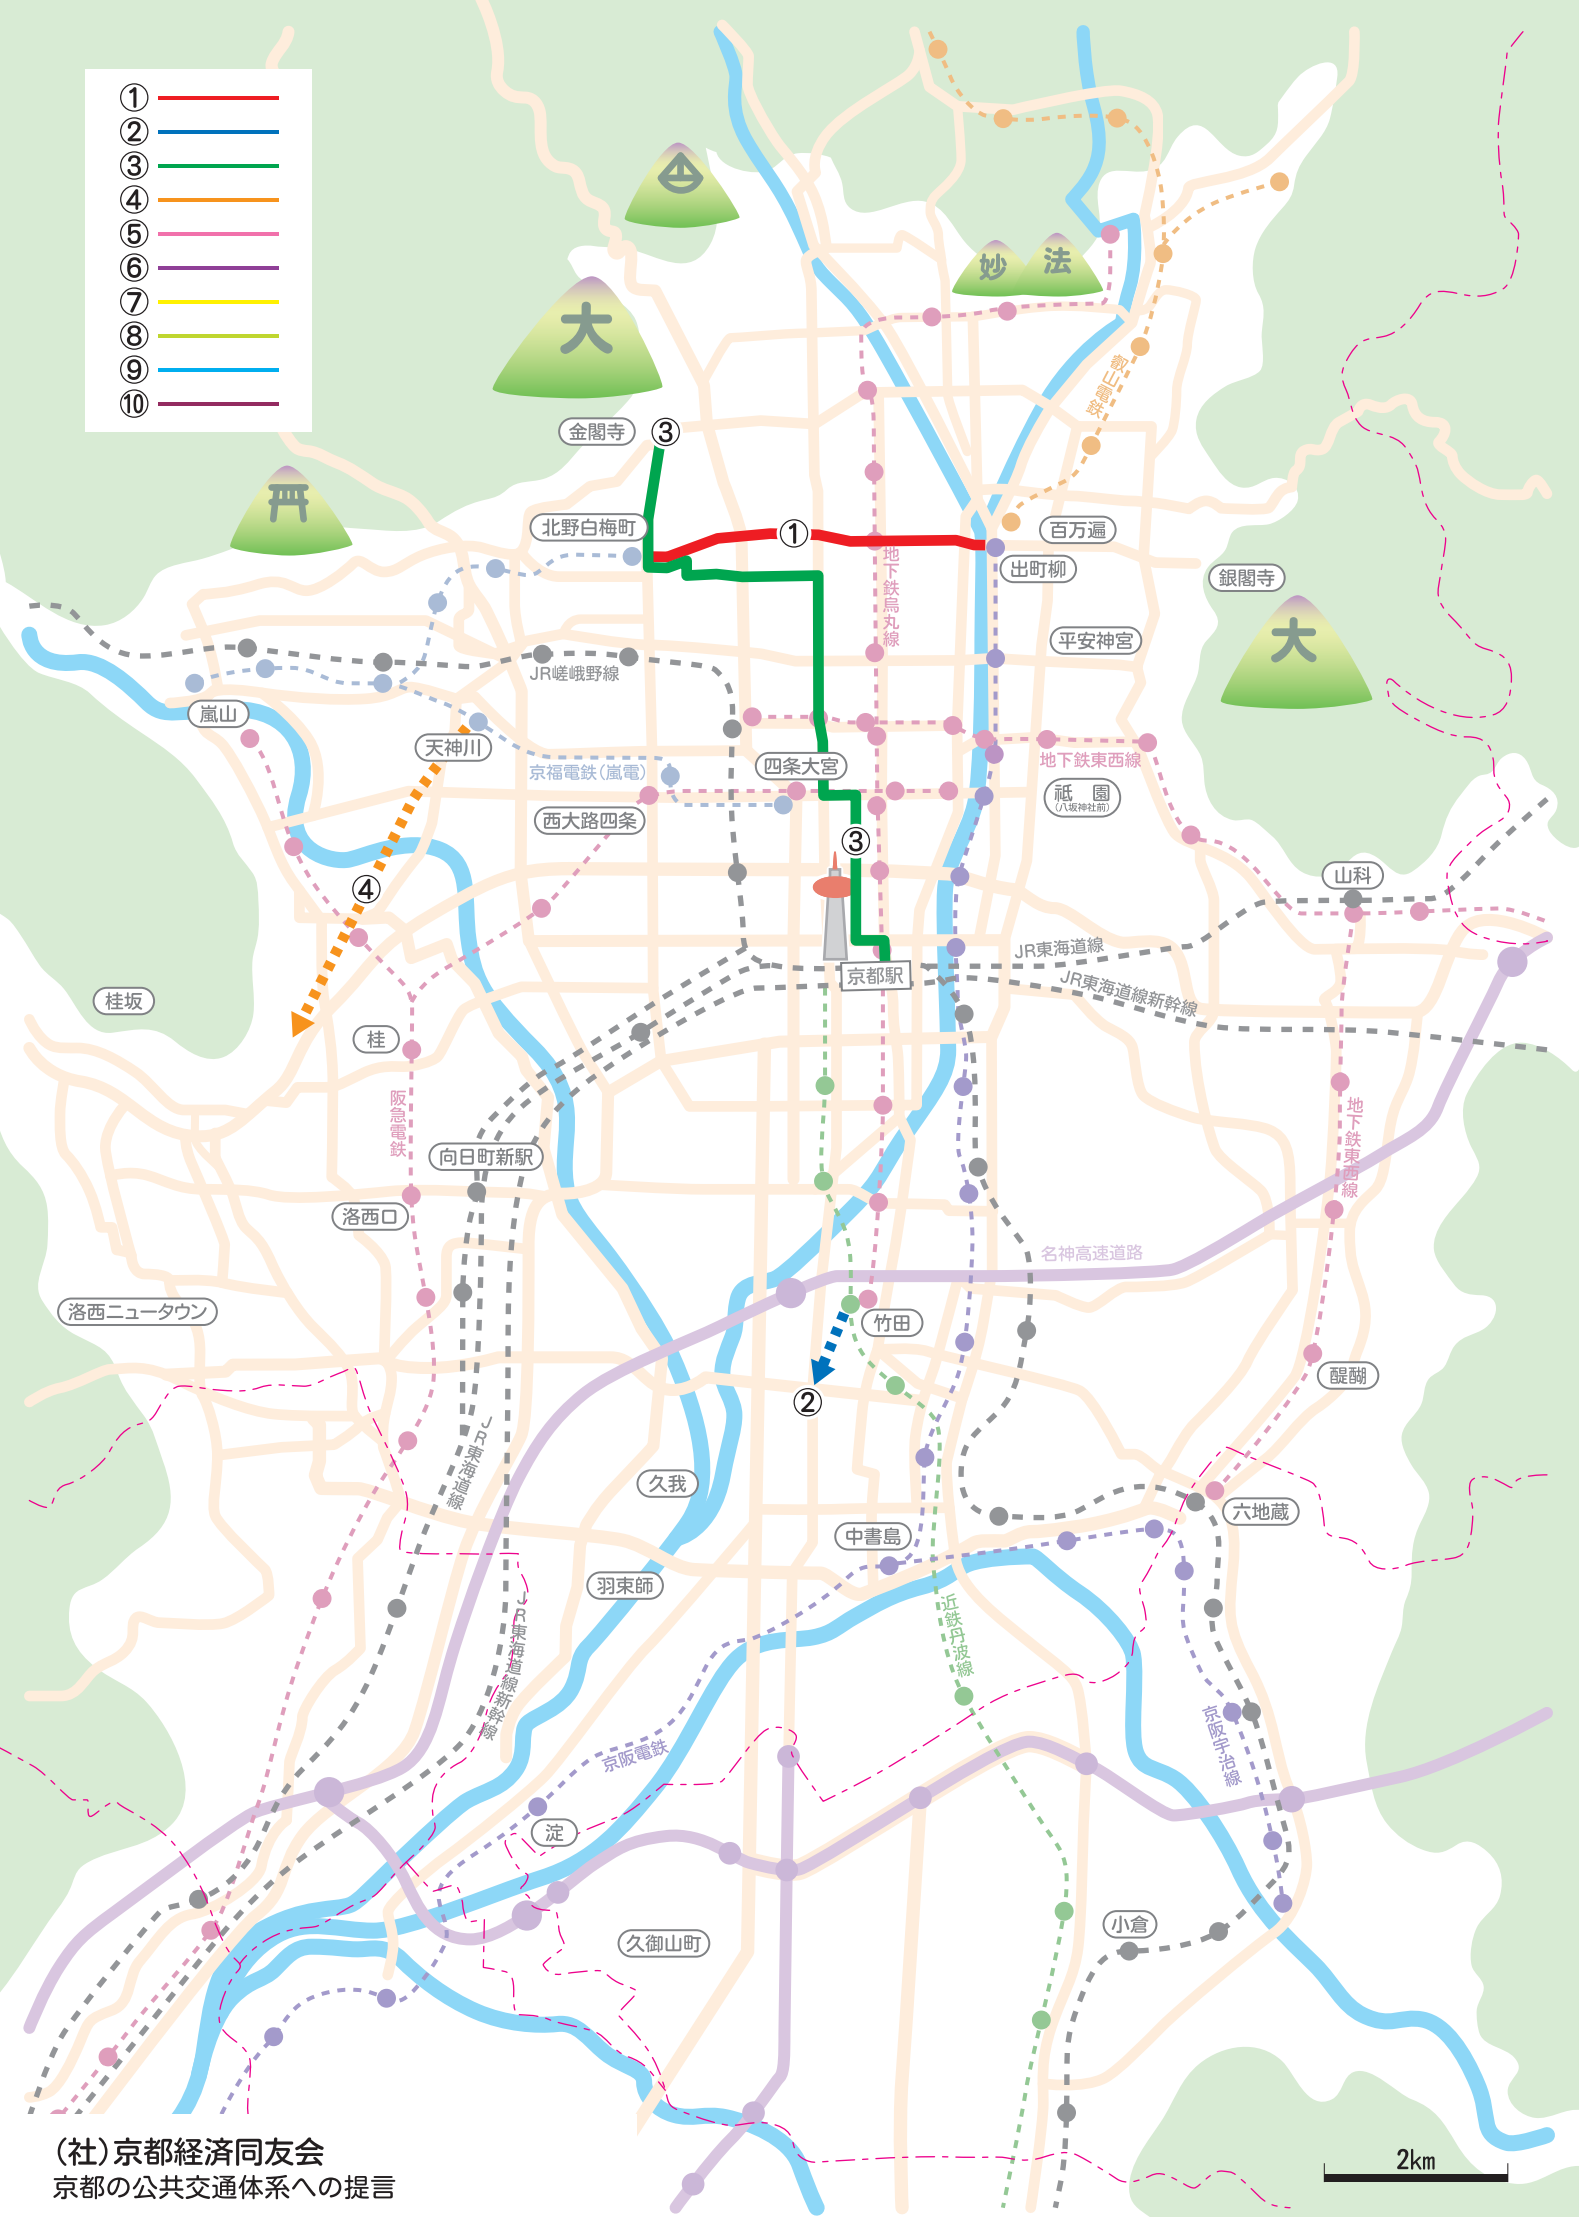 ①
②
③
④
⑤
⑥
⑦
⑧
⑨
⑩
妙
法
大
叡山電鉄
金閣寺
③
北野白梅町
①
百万遍
出町柳
銀閣寺
大
地下鉄烏丸線
平安神宮
JR嵯峨野線
嵐山
天神川
京福電鉄(嵐電)
四条大宮
地下鉄東西線
祇 園
(八坂神社前)
西大路四条
③
④
山科
京都駅
JR東海道線
JR東海道線新幹線
桂坂
桂
阪急電鉄
地下鉄東西線
向日町新駅
洛西口
名神高速道路
洛西ニュータウン
竹田
②
醍醐
JR東海道線
久我
六地蔵
中書島
羽束師
JR東海道線新幹線
近鉄丹波線
京阪宇治線
京阪電鉄
淀
小倉
久御山町
(社)京都経済同友会
京都の公共交通体系への提言
2km